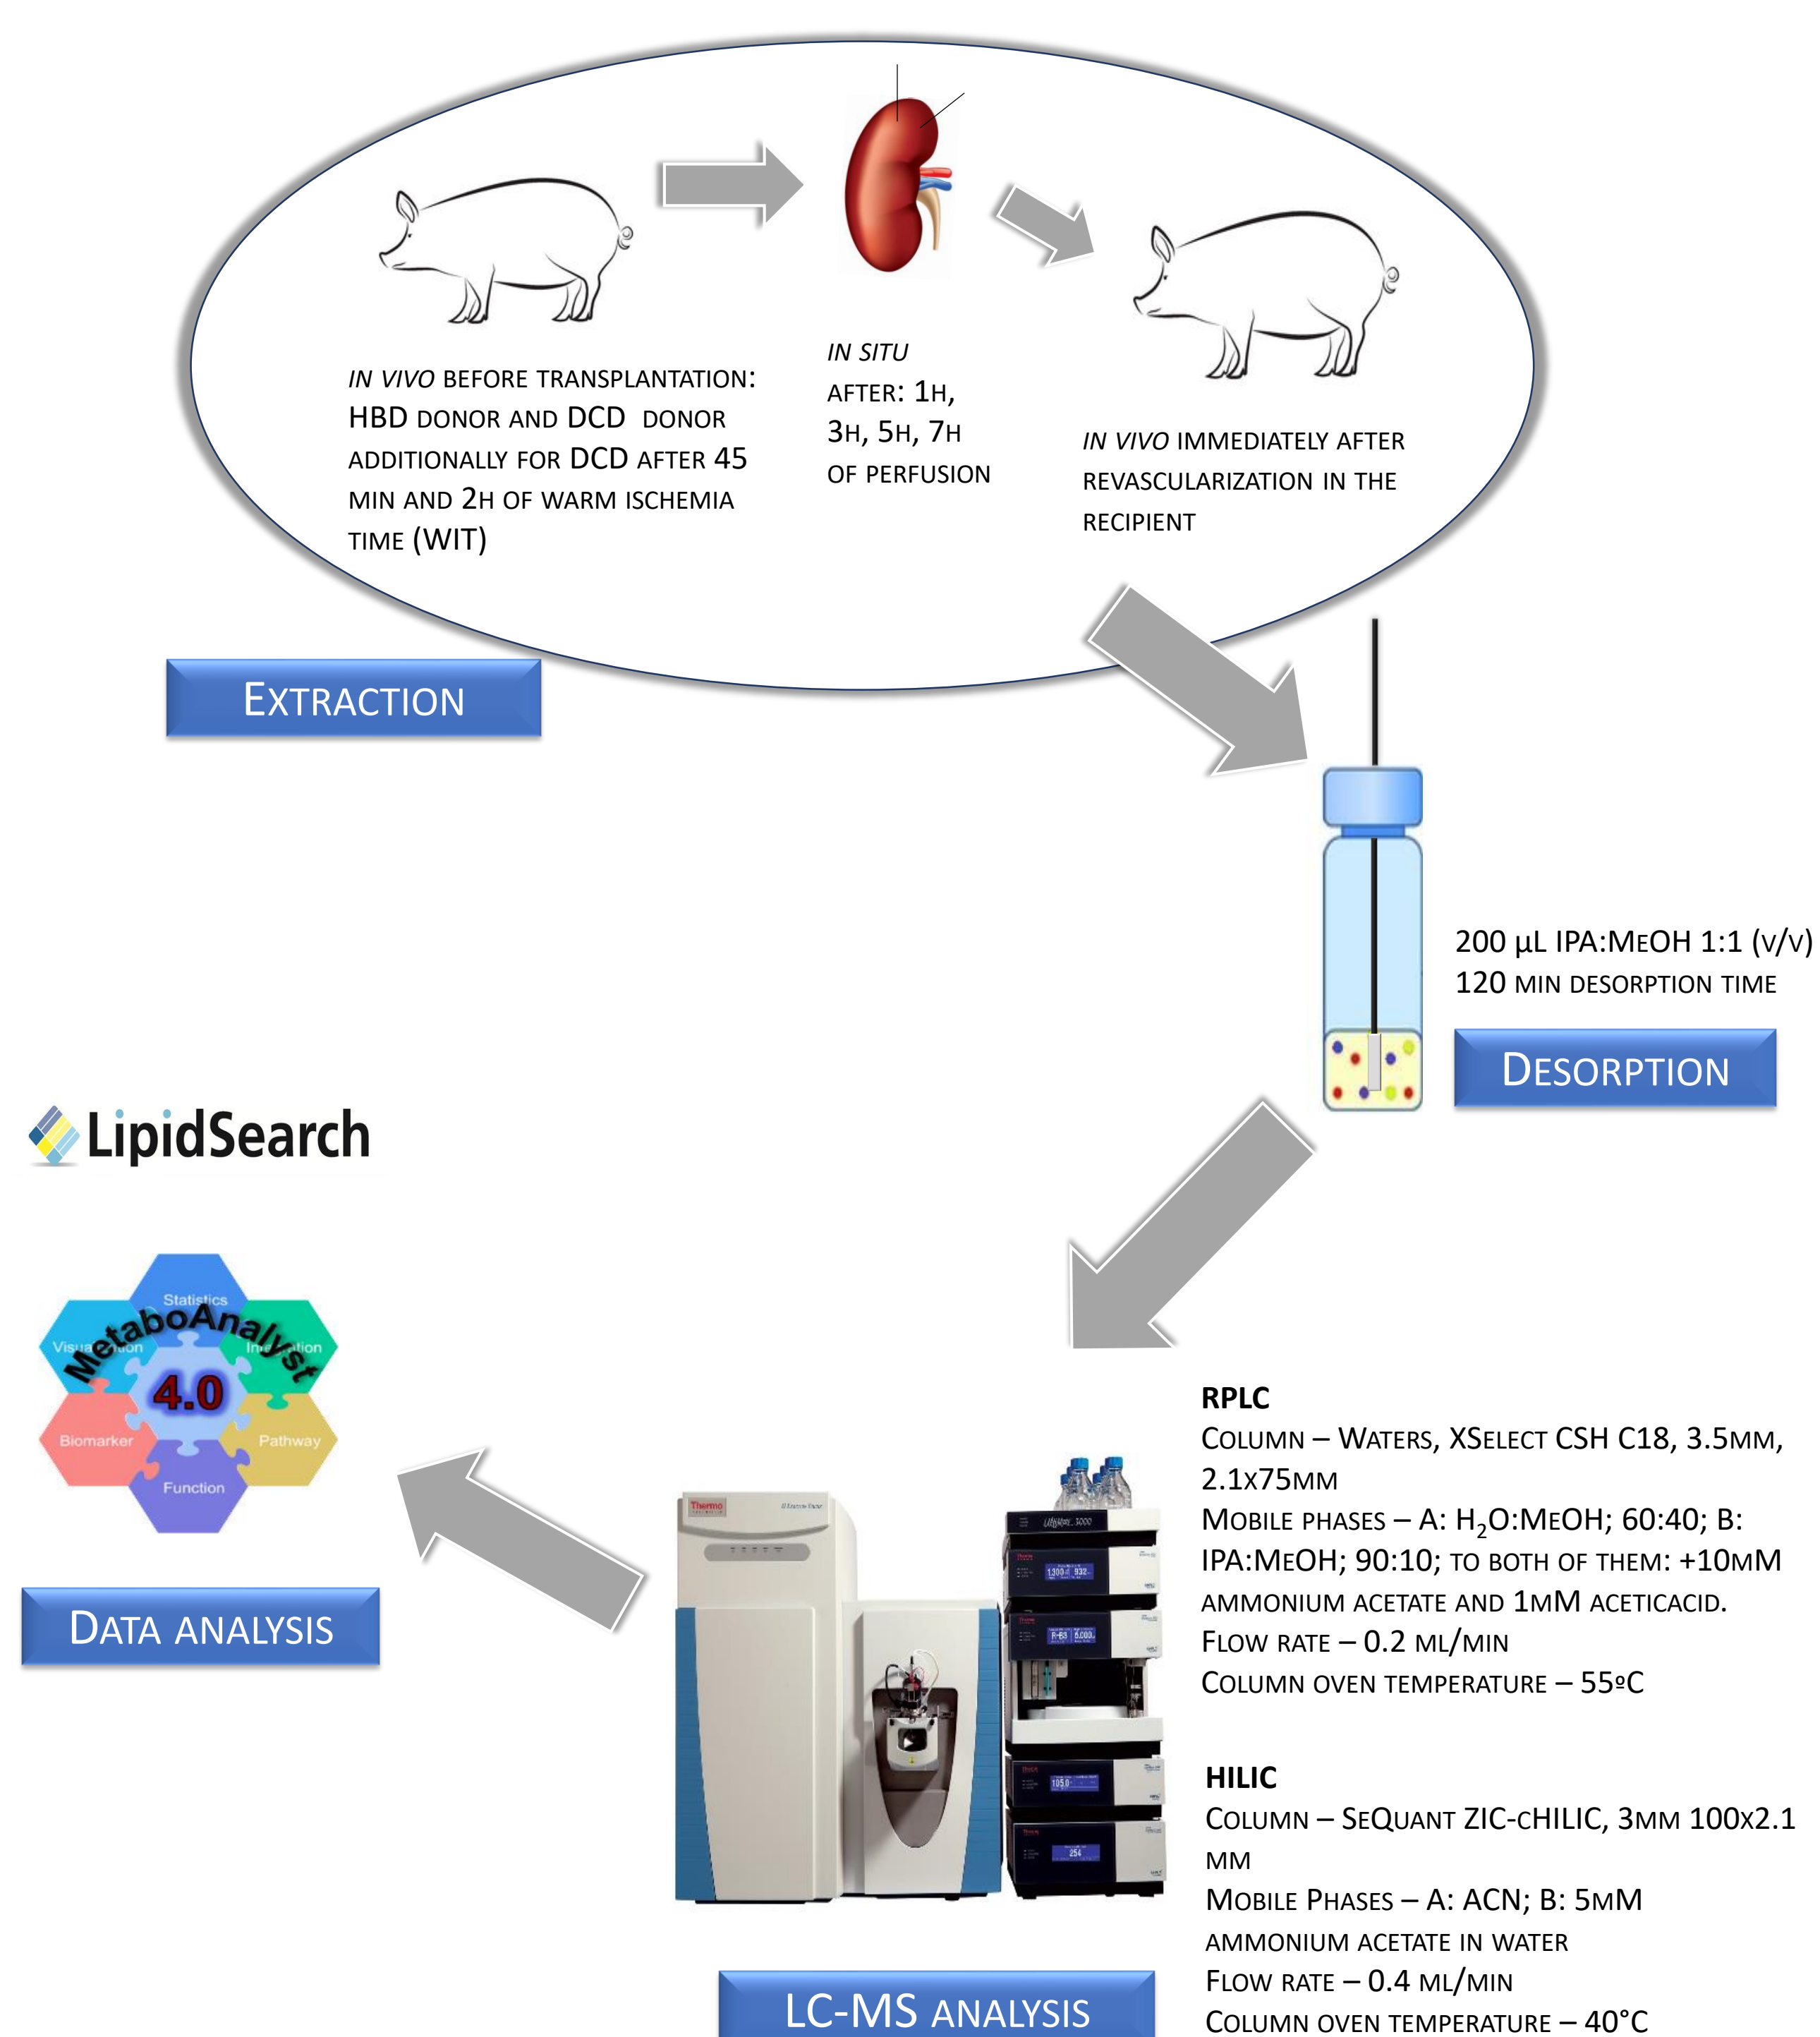 IN VIVO BEFORE TRANSPLANTATION:
HBD DONOR AND DCD DONOR
ADDITIONALLY FOR DCD AFTER 45
MIN AND 2H OF WARM ISCHEMIA
TIME (WIT)
IN SITU
AFTER: 1H,
3H, 5H, 7H
OF PERFUSION
IN VIVO IMMEDIATELY AFTER
REVASCULARIZATION IN THE
RECIPIENT
EXTRACTION
200 µL IPA:MEOH 1:1 (V/V)
120 MIN DESORPTION TIME
DESORPTION
LipidSearch
Statistics
MetaboAnalyst
4.0
Biomarker
Pathway
Function
DATA ANALYSIS
Thermo
UltiMate 3000
RPLC
COLUMN – WATERS, XSELECT CSH C18, 3.5MM,
2.1X75MM
MOBILE PHASES – A: H₂O:MEOH; 60:40; B:
IPA:MEOH; 90:10; TO BOTH OF THEM: +10MM
AMMONIUM ACETATE AND 1MM ACETICACID.
FLOW RATE – 0.2 ML/MIN
COLUMN OVEN TEMPERATURE – 55ºC
HILIC
COLUMN – SEQUANT ZIC-CHILIC, 3MM 100X2.1
MM
MOBILE PHASES – A: ACN; B: 5MM
AMMONIUM ACETATE IN WATER
FLOW RATE – 0.4 ML/MIN
COLUMN OVEN TEMPERATURE – 40°C
LC-MS ANALYSIS